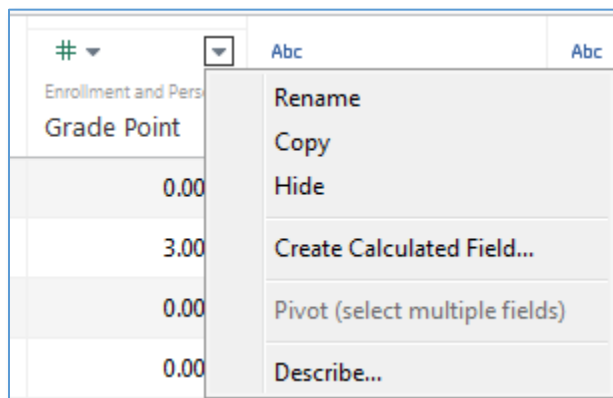 # Abc Abc
Enrollment and Pers
Grade Point
0.00
3.00
0.00
0.00
Rename
Copy
Hide
Create Calculated Field...
Pivot (select multiple fields)
Describe...